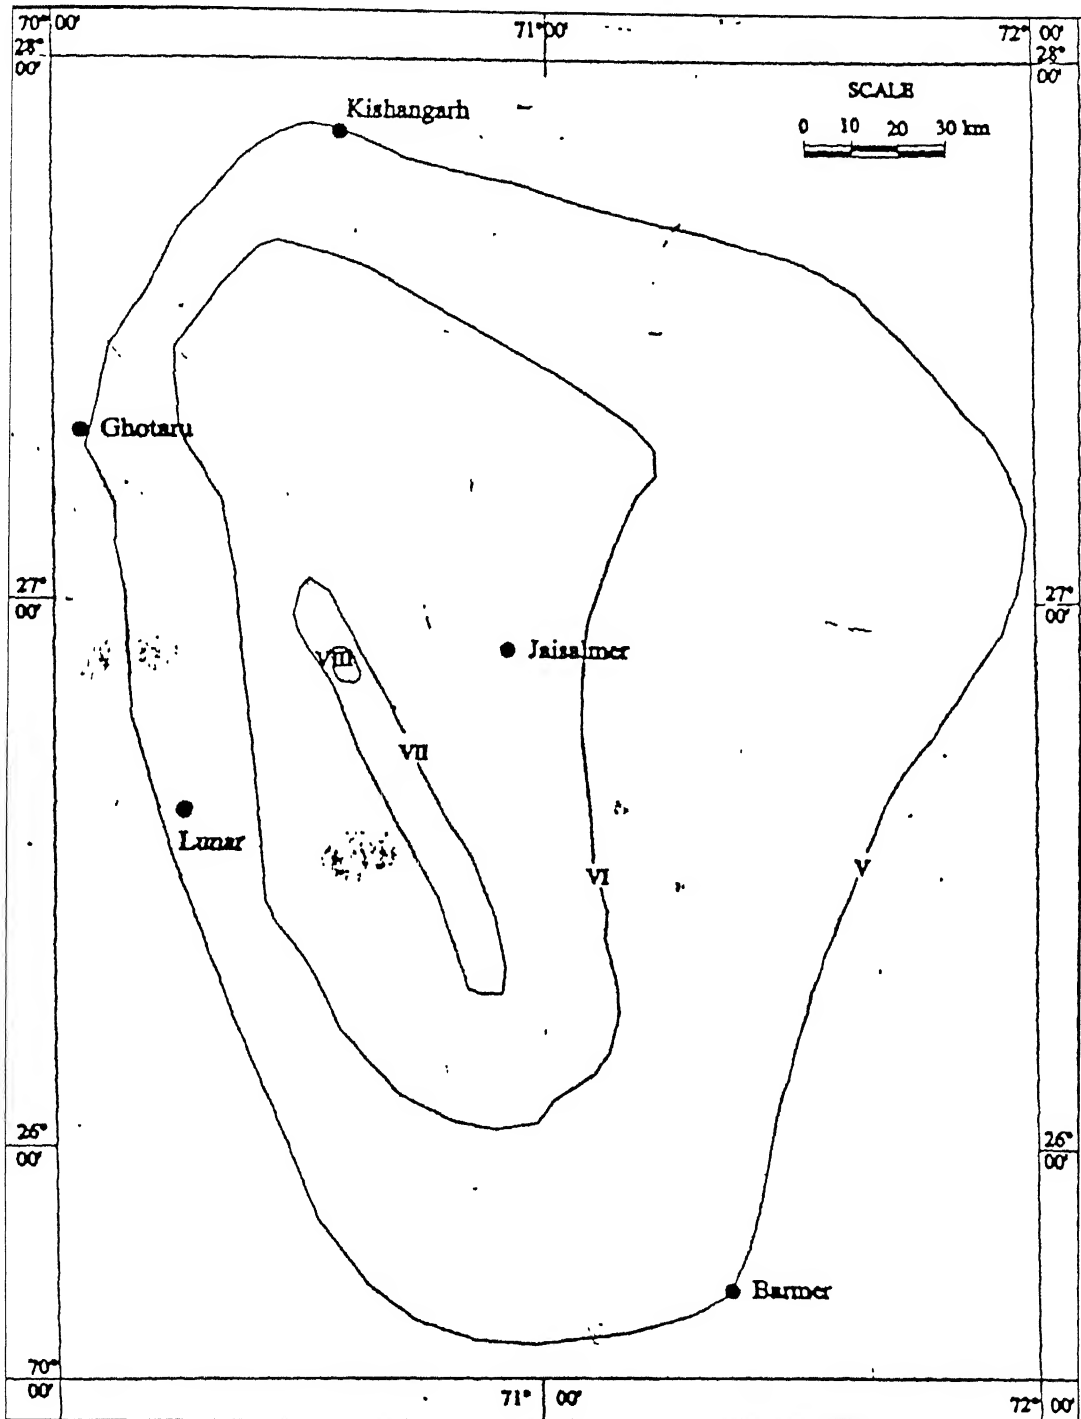 70° 00'
71° 00'
72° 00'
28° 00'
28° 00'
SCALE
0 10 20 30 km
Kishangarh
Ghotaru
27° 00'
27° 00'
Jaisalmer
VIII
VII
Lunar
VI
V
26° 00'
26° 00'
Barmer
70° 00'
71° 00'
72° 00'